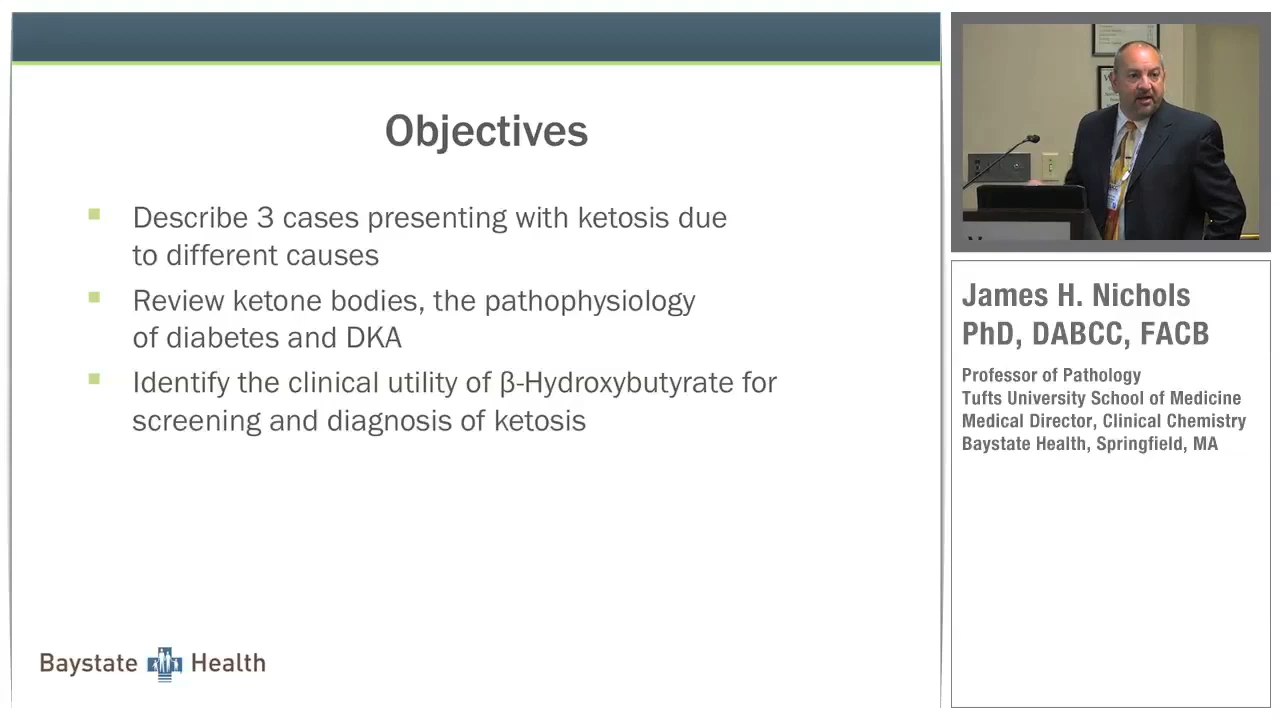 Objectives
Describe 3 cases presenting with ketosis due
to different causes
Review ketone bodies, the pathophysiology
of diabetes and DKA
Identify the clinical utility of β-Hydroxybutyrate for
screening and diagnosis of ketosis
Baystate Health
James H. Nichols
PhD, DABCC, FACB
Professor of Pathology
Tufts University School of Medicine
Medical Director, Clinical Chemistry
Baystate Health, Springfield, MA